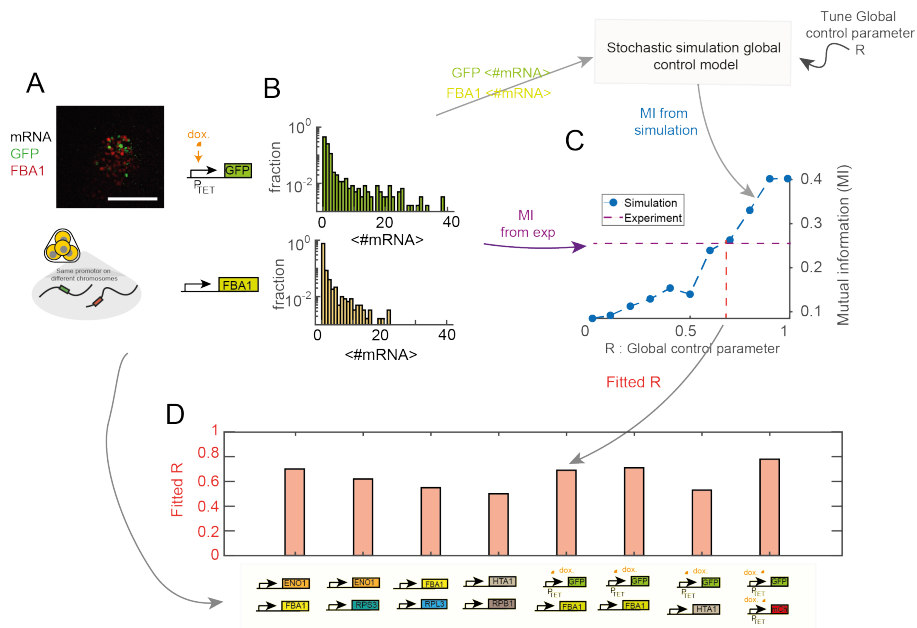 Tune Global
control parameter
R
Stochastic simulation global
control model
GFP <#mRNA>
FBA1 <#mRNA>
MI from
simulation
A
mRNA
GFP
FBA1
dox.
P
TET
GFP
Same promotor on
different chromosomes
FBA1
B
fraction
10^0
10^-2
0
20
40
<#mRNA>
fraction
10^0
10^-2
0
20
40
<#mRNA>
MI
from exp
C
Simulation
Experiment
0.4
0.3
0.2
0.1
Mutual information (MI)
0
0.5
1
R : Global control parameter
Fitted R
D
Fitted R
1
0.8
0.6
0.4
0.2
0
ENO1
FBA1
ENO1
RPS3
FBA1
RPL3
HTA1
RPB1
dox.
P
TET
GFP
FBA1
dox.
P
TET
GFP
FBA1
dox.
P
TET
GFP
HTA1
dox.
P
TET
GFP
dox.
P
TET